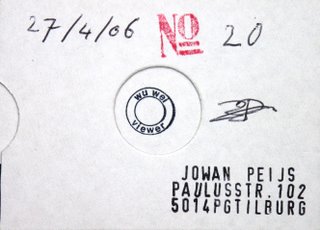 27/4/06 No 20
wu wei
viewer
JOWAN PEIJS
PAULUSSTR.102
5014PGTILBURG